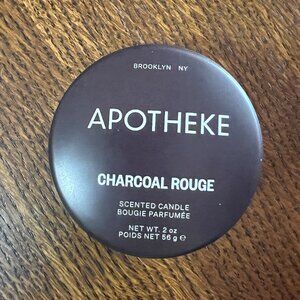 BROOKLYN NY
APOTHEKE
CHARCOAL ROUGE
SCENTED CANDLE
BOUGIE PARFUMÉE
NET WT. 2 oz
POIDS NET 56 g ℮